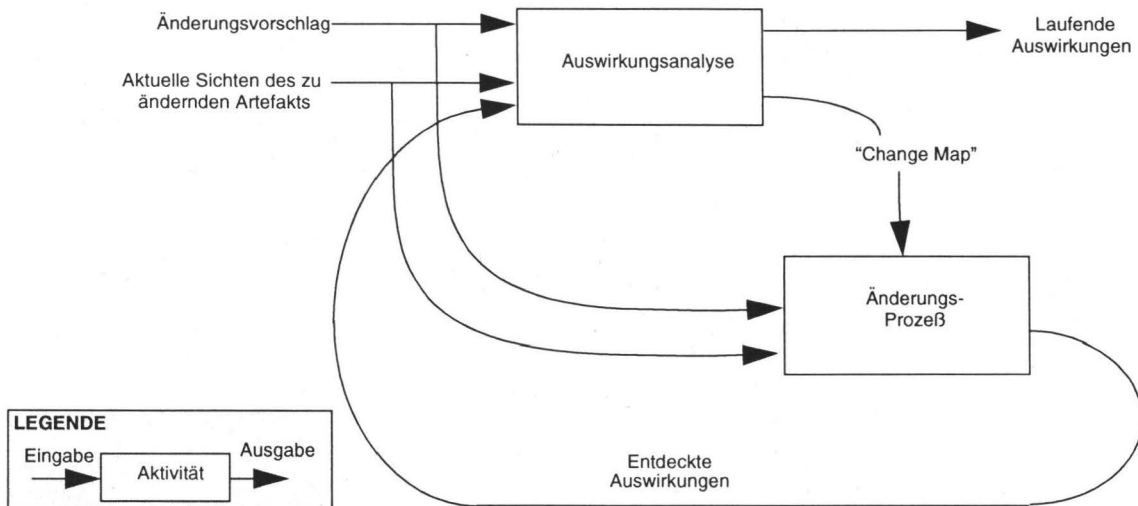 Änderungsvorschlag
Laufende
Auswirkungen
Auswirkungsanalyse
Aktuelle Sichten des zu
ändernden Artefakts
“Change Map”
Änderungs-
Prozeß
LEGENDE
Eingabe
Aktivität
Ausgabe
Entdeckte
Auswirkungen